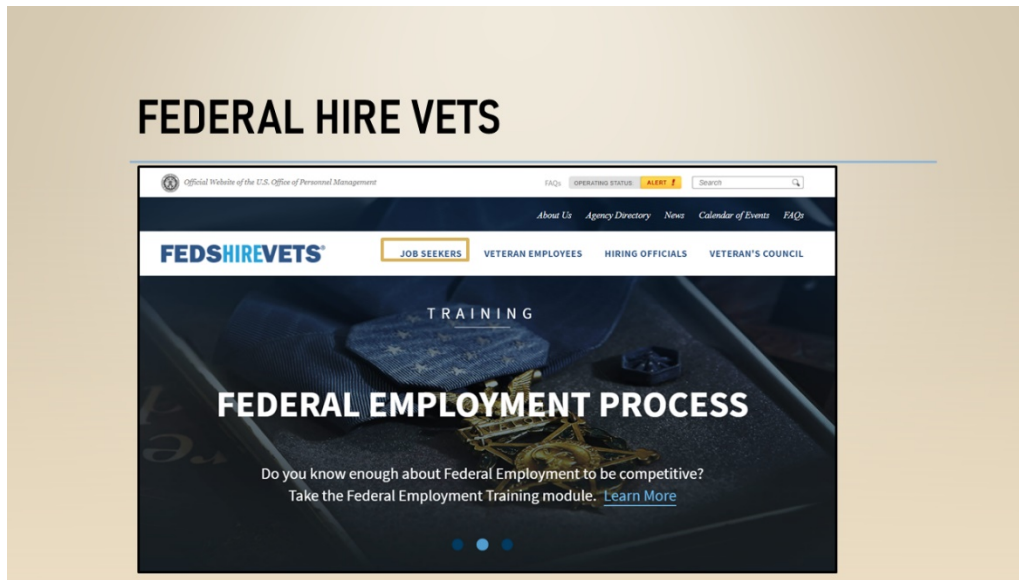 FEDERAL HIRE VETS
Official Website of the U.S. Office of Personnel Management
FAQs OPERATING STATUS ALERT ! Search
About Us Agency Directory News Calendar of Events FAQs
FEDSHIREVETS®
JOB SEEKERS VETERAN EMPLOYEES HIRING OFFICIALS VETERAN'S COUNCIL
TRAINING
FEDERAL EMPLOYMENT PROCESS
Do you know enough about Federal Employment to be competitive?
Take the Federal Employment Training module. Learn More